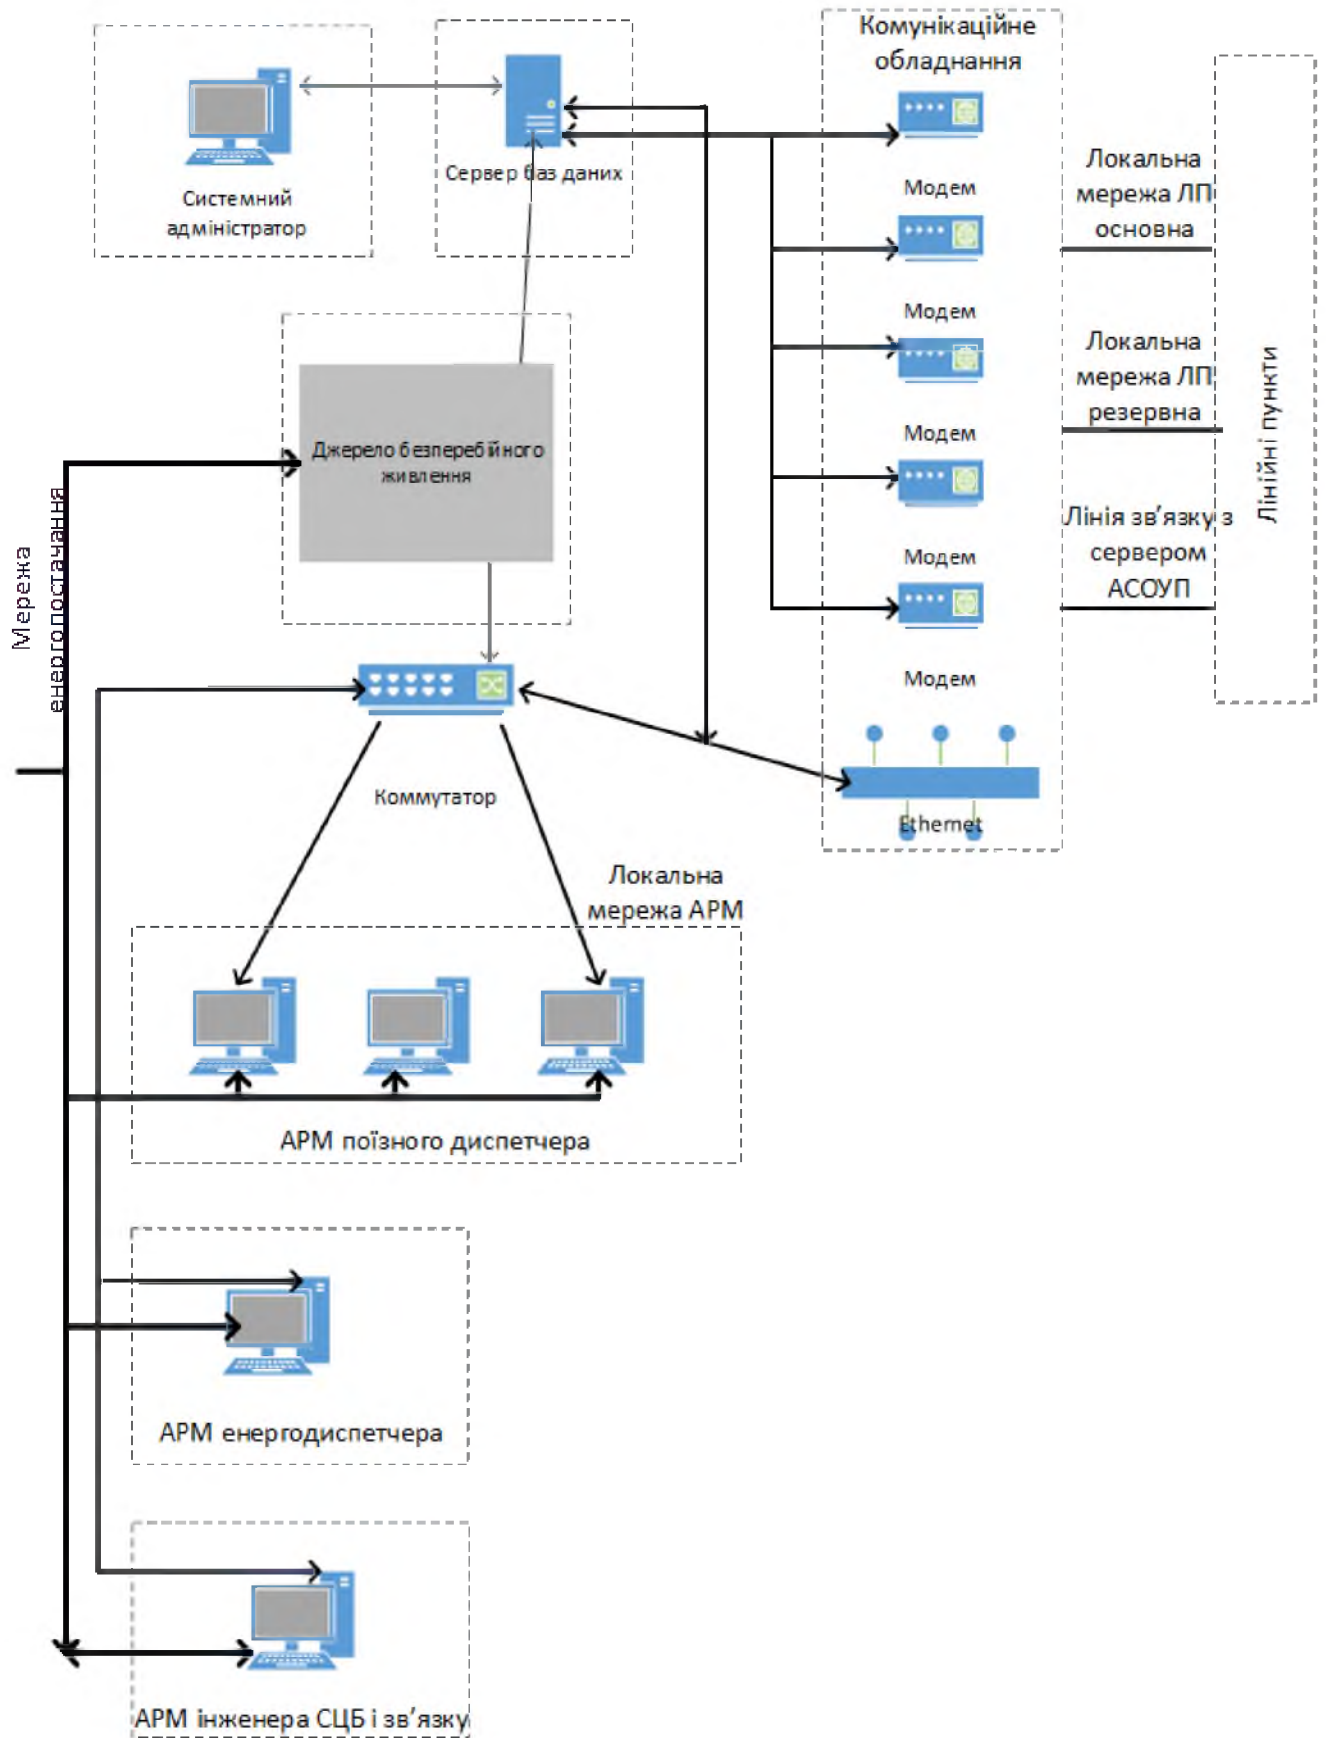 Комунікаційне
обладнання
Системний
адміністратор
Сервер баз даних
Модем
Модем
Модем
Модем
Модем
Ethernet
Локальна
мережа ЛП
основна
Локальна
мережа ЛП
резервна
Лінія зв’язку з
сервером
АСОУП
Лінійні пункти
Джерело безперебійного
живлення
Мережа
енергопостачання
Коммутатор
Локальна
мережа АРМ
АРМ поїзного диспетчера
АРМ енергодиспетчера
АРМ інженера СЦБ і зв’язку